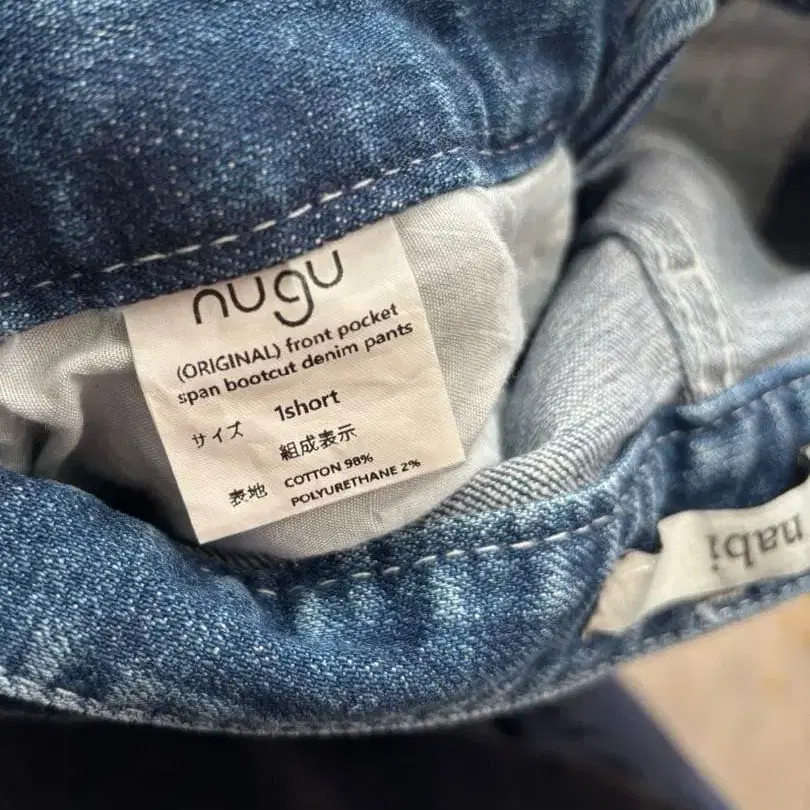 nugu
(ORIGINAL) front pocket
span bootcut denim pants
サイズ 1short
組成表示
表地 COTTON 98%
POLYURETHANE 2%
nabi